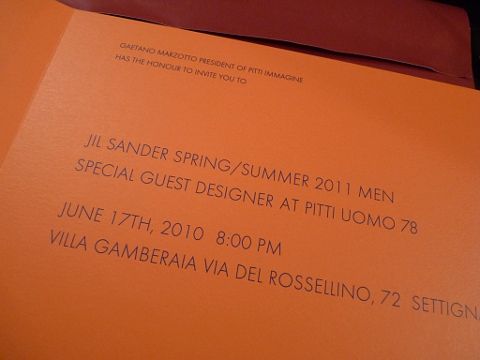 GAETANO MARZOTTO PRESIDENT OF PITTI IMMAGINE
HAS THE HONOUR TO INVITE YOU TO
JIL SANDER SPRING/SUMMER 2011 MEN
SPECIAL GUEST DESIGNER AT PITTI UOMO 78
JUNE 17TH, 2010 8:00 PM
VILLA GAMBERAIA VIA DEL ROSSELLINO, 72